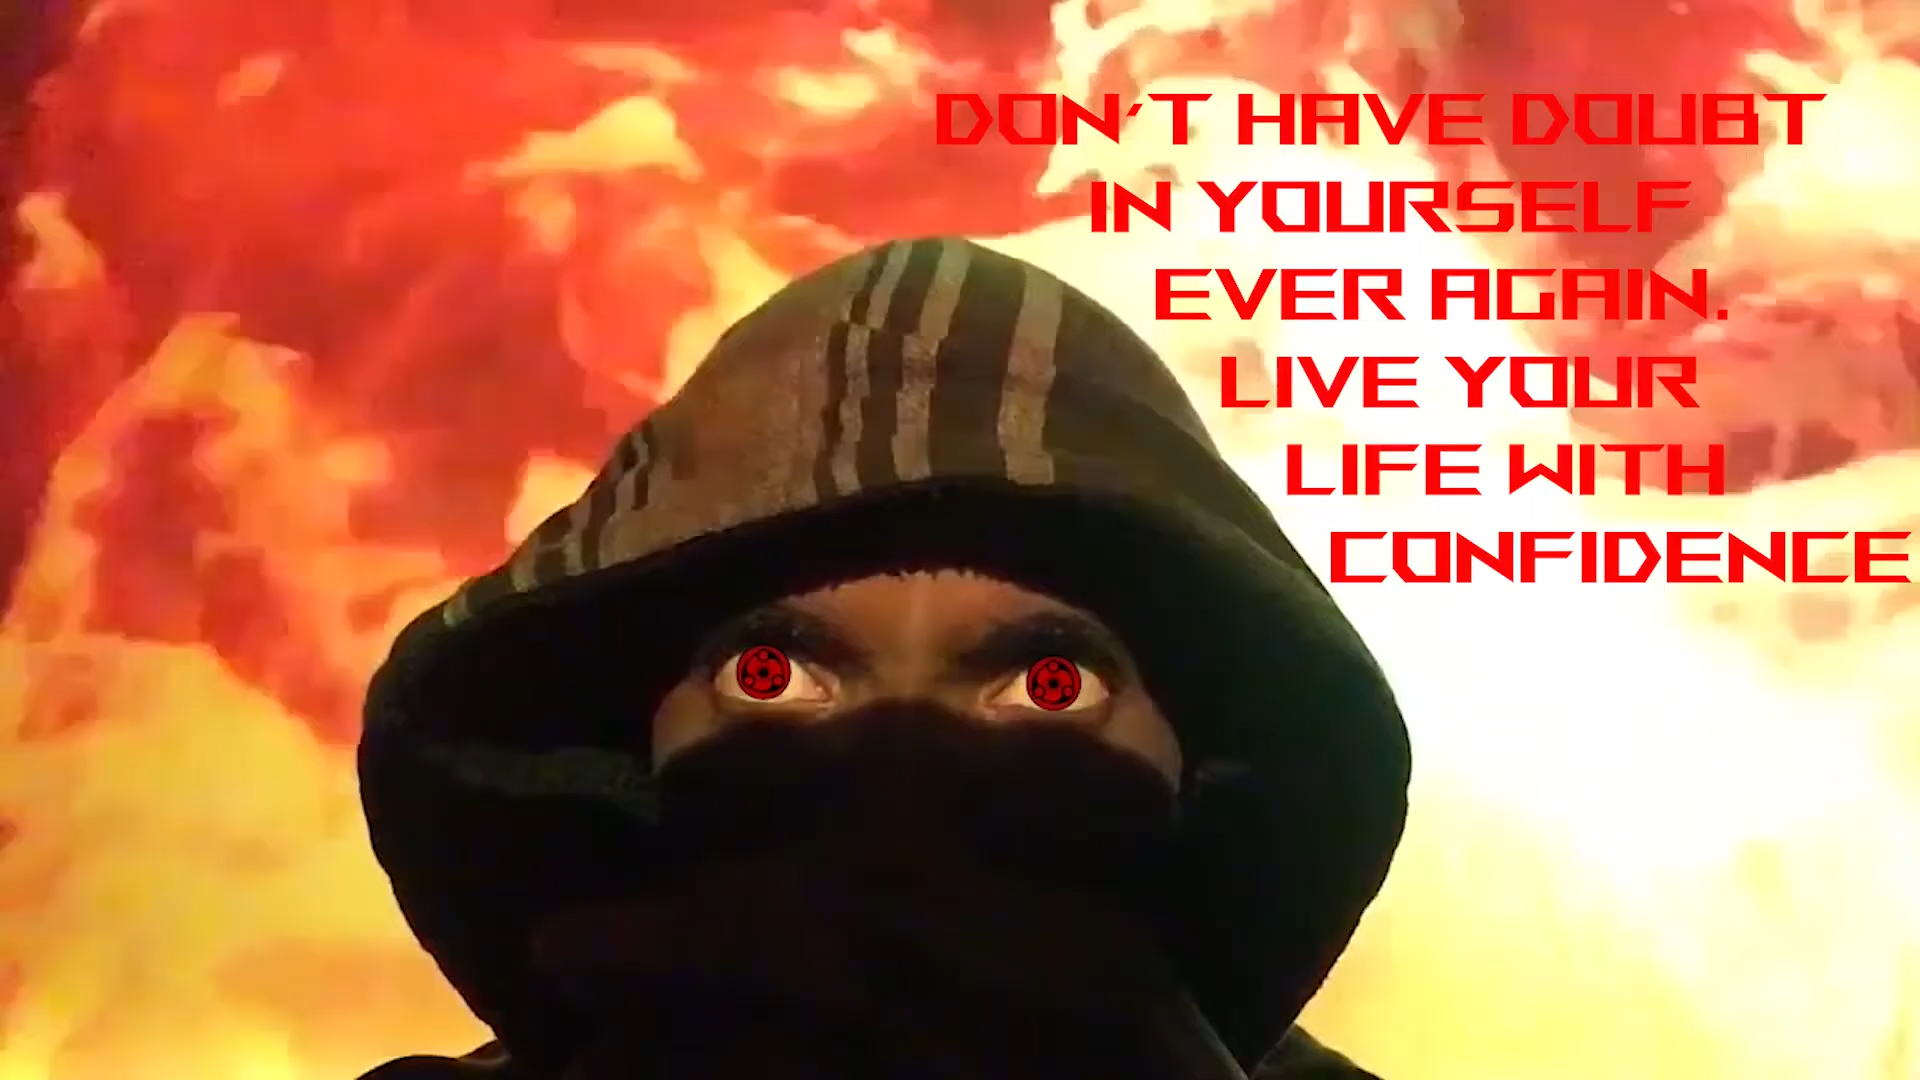 DON'T HAVE DOUBT
IN YOURSELF
EVER AGAIN.
LIVE YOUR
LIFE WITH
CONFIDENCE